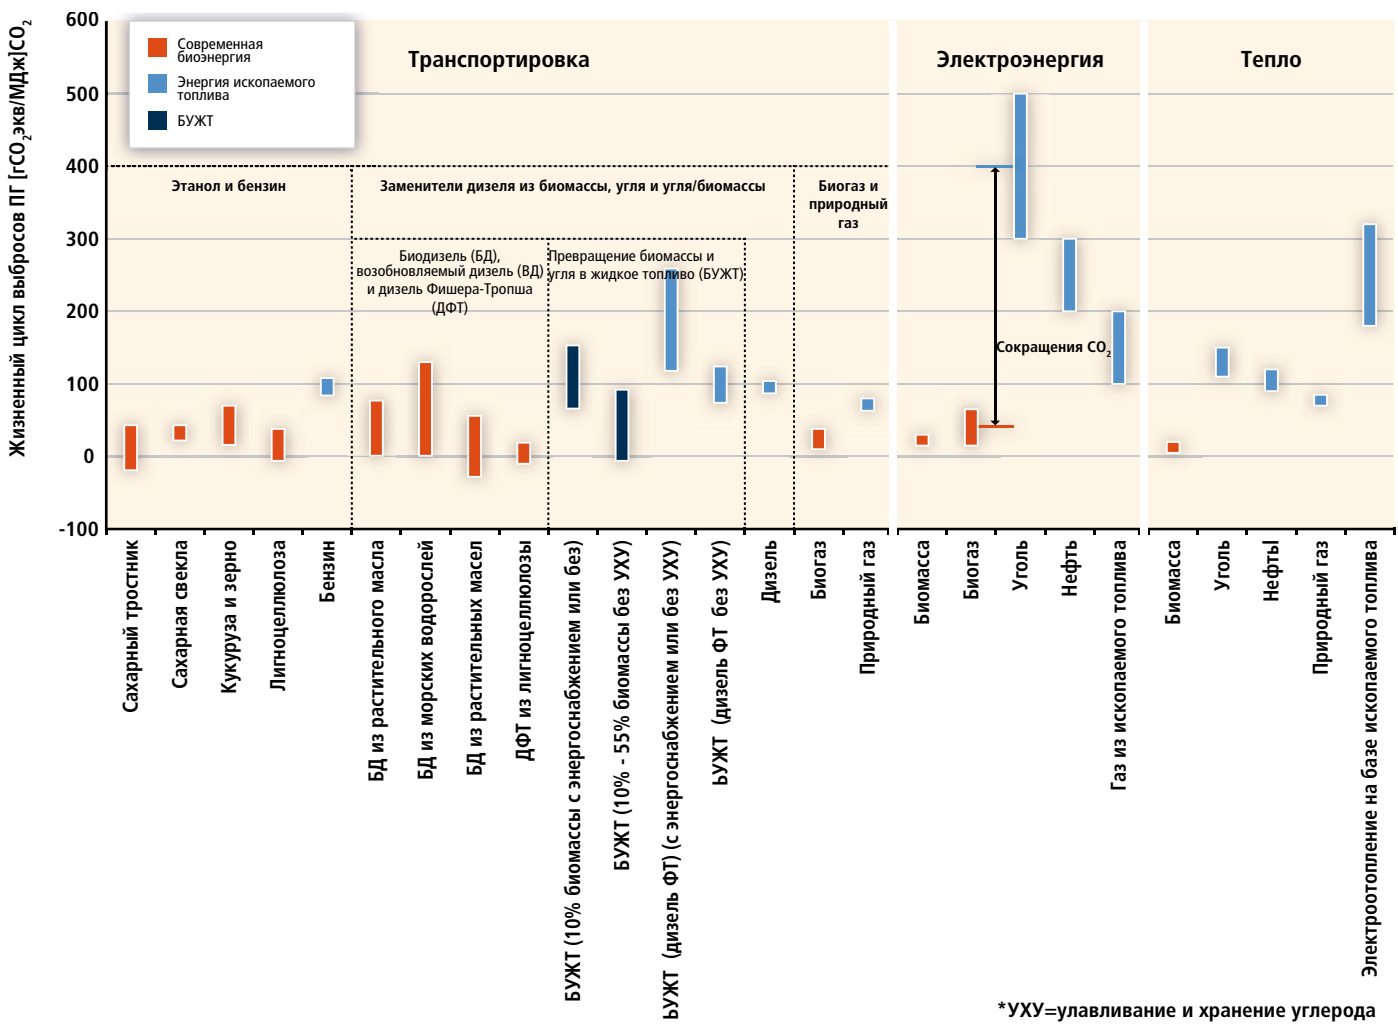 Жизненный цикл выбросов ПГ [гCO₂экв/МДж]CO₂
600
500
400
300
200
100
0
-100
Современная
биоэнергия
Энергия ископаемого
топлива
БУЖТ
Транспортировка
Электроэнергия
Тепло
Этанол и бензин
Заменители дизеля из биомассы, угля и угля/биомассы
Биогаз и
природный
газ
Биодизель (БД),
возобновляемый дизель (ВД)
и дизель Фишера-Тропша
(ДФТ)
Превращение биомассы и
угля в жидкое топливо (БУЖТ)
Сокращения CO₂
Сахарный тростник
Сахарная свекла
Кукуруза и зерно
Лигноцеллюлоза
Бензин
БД из растительного масла
БД из морских водорослей
БД из растительных масел
ДФТ из лигноцеллюлозы
БУЖТ (10% биомассы с энергоснабжением или без)
БУЖТ (10% - 55% биомассы без УХУ)
ЬУЖТ (дизель ФТ) (с энергоснабжением или без УХУ)
ЬУЖТ (дизель ФТ без УХУ)
Дизель
Биогаз
Природный газ
Биомасса
Биогаз
Уголь
Нефть
Газ из ископаемого топлива
Биомасса
Уголь
НефтьI
Природный газ
Электроотопление на базе ископаемого топлива
*УХУ=улавливание и хранение углерода